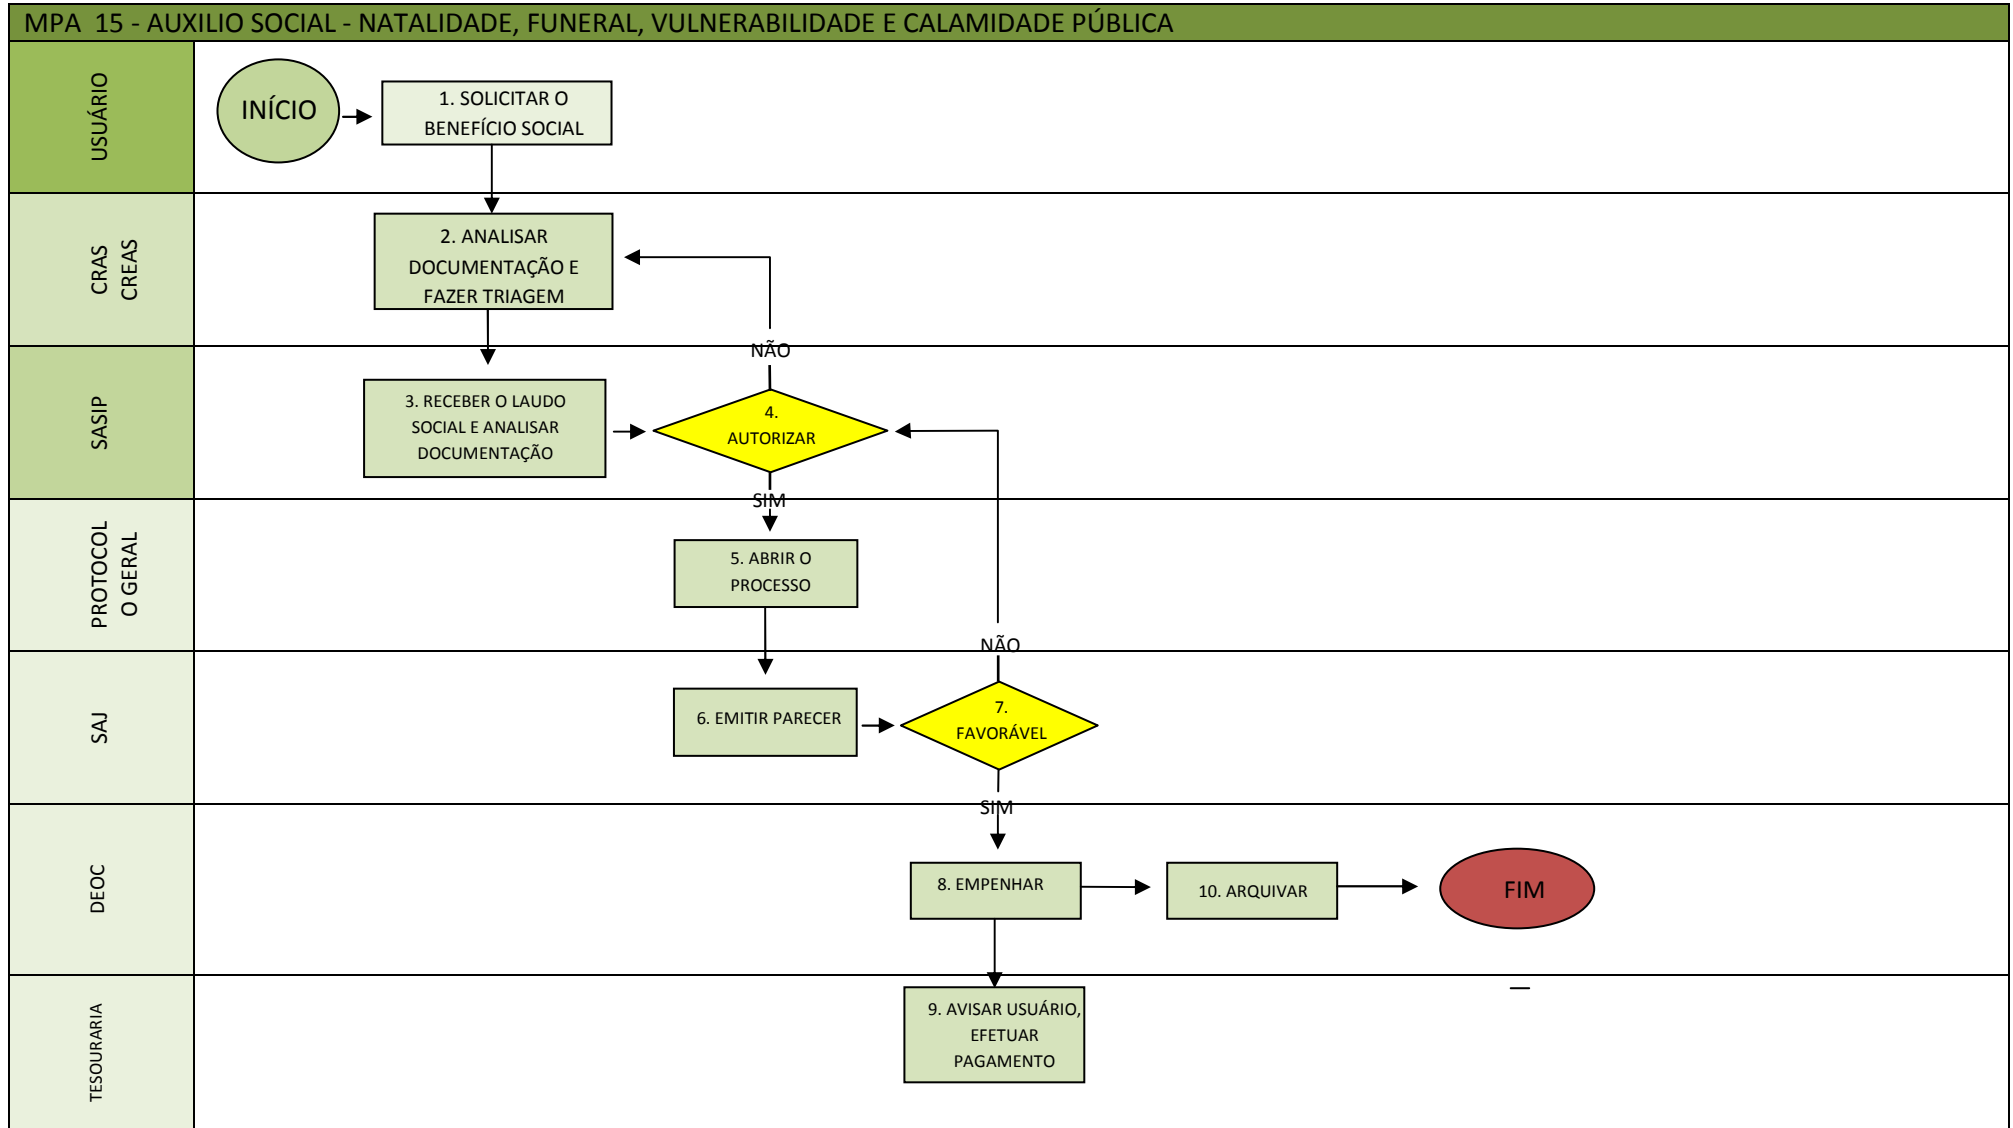 MPA 15 - AUXILIO SOCIAL - NATALIDADE, FUNERAL, VULNERABILIDADE E CALAMIDADE PÚBLICA
USUÁRIO
INÍCIO
1. SOLICITAR O
BENEFÍCIO SOCIAL
CRAS
CREAS
2. ANALISAR
DOCUMENTAÇÃO E
FAZER TRIAGEM
NÃO
SASIP
3. RECEBER O LAUDO
SOCIAL E ANALISAR
DOCUMENTAÇÃO
4.
AUTORIZAR
SIM
PROTOCOL
O GERAL
5. ABRIR O
PROCESSO
NÃO
SAJ
6. EMITIR PARECER
7.
FAVORÁVEL
SIM
DEOC
8. EMPENHAR
10. ARQUIVAR
FIM
TESOURARIA
9. AVISAR USUÁRIO,
EFETUAR
PAGAMENTO